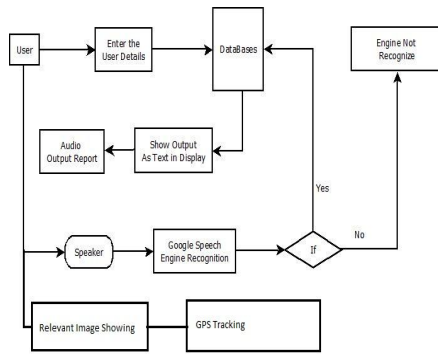 User
Enter the
User Details
DataBases
Engine Not
Recognize
Audio
Output Report
Show Output
As Text in Display
Yes
No
Speaker
Google Speech
Engine Recognition
If
Relevant Image Showing
GPS Tracking